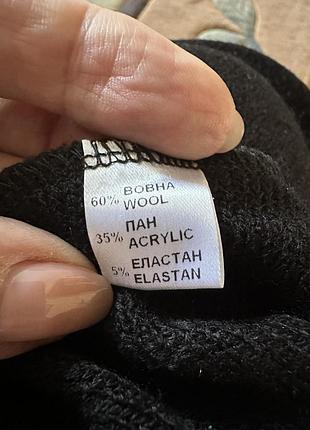 ВОВНА
60% WOOL
ПАН
35% ACRYLIC
ЕЛАСТАН
5% ELASTAN